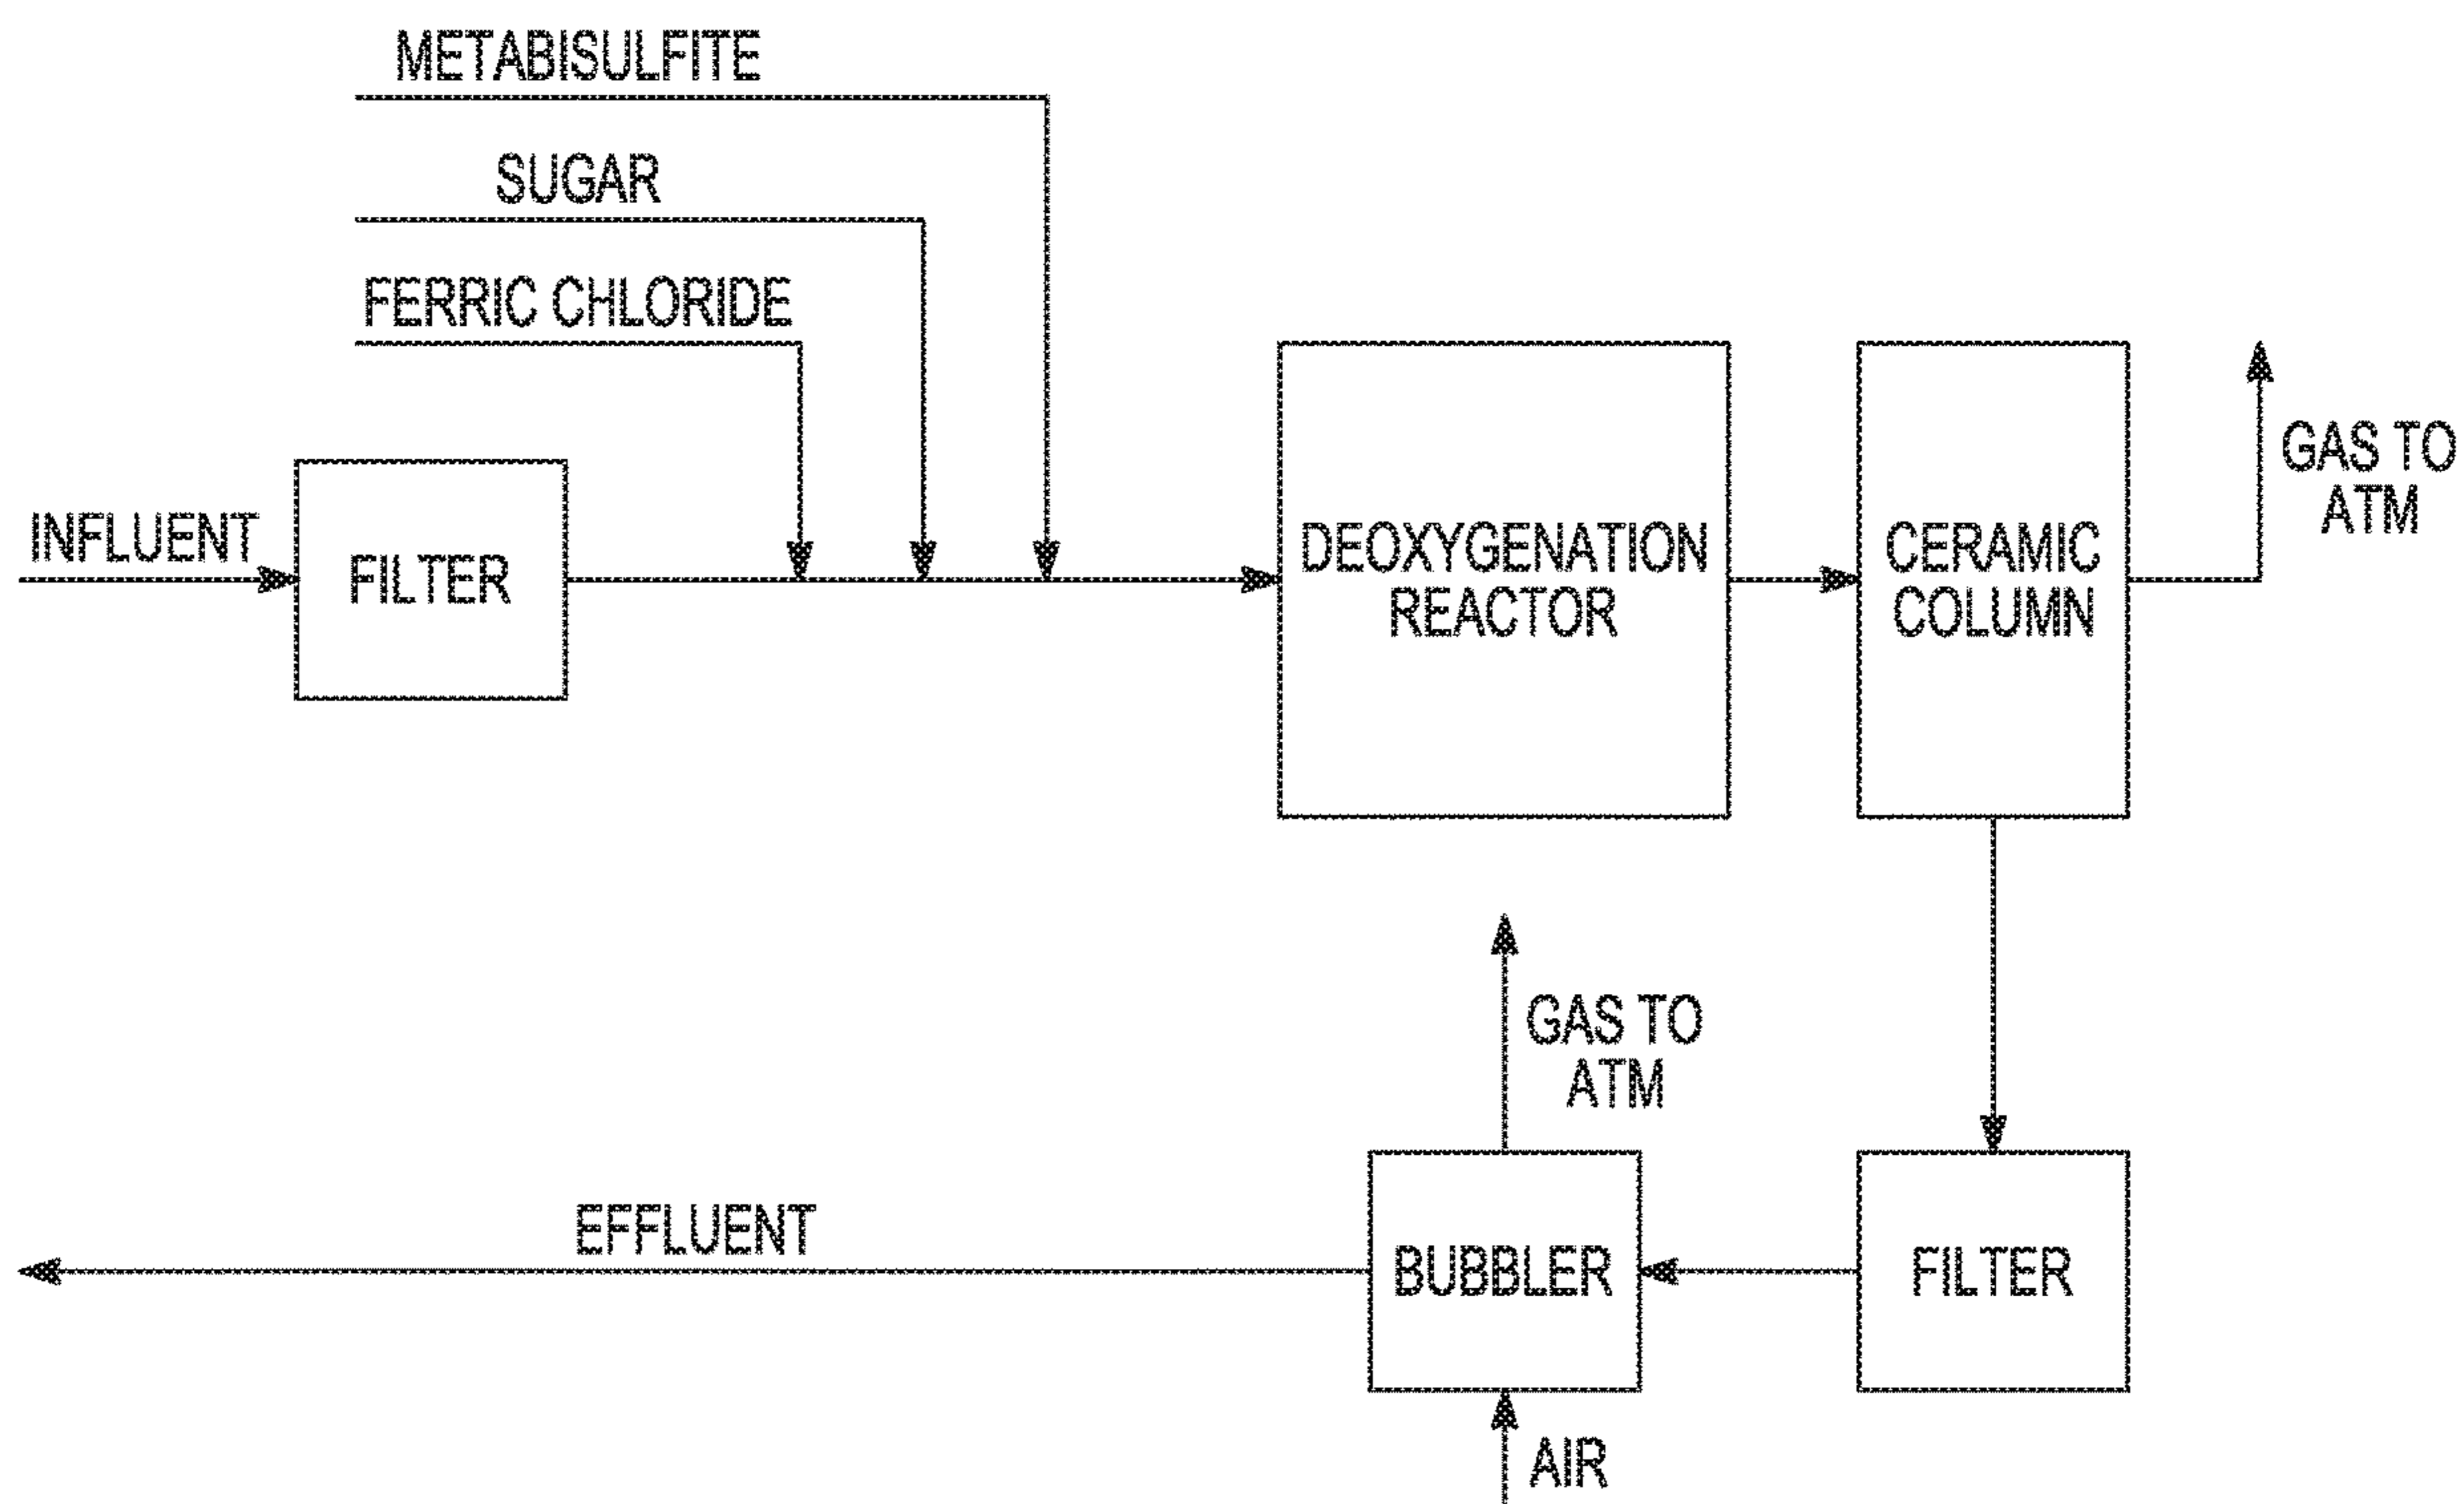 METABISULFITE
SUGAR
FERRIC CHLORIDE
INFLUENT
FILTER
DEOXYGENATION
REACTOR
CERAMIC
COLUMN
GAS TO
ATM
GAS TO
ATM
EFFLUENT
BUBBLER
FILTER
AIR